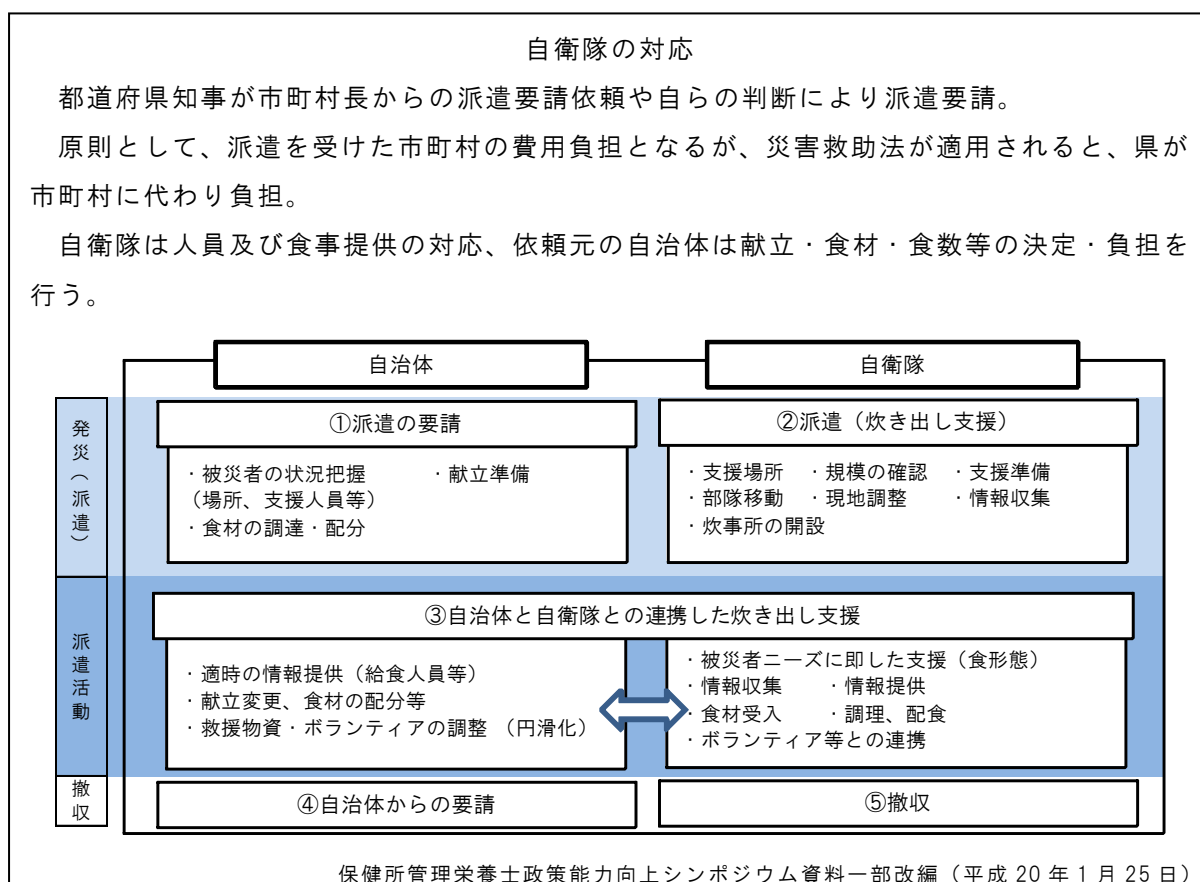 自衛隊の対応
都道府県知事が市町村長からの派遣要請依頼や自らの判断により派遣要請。
原則として、派遣を受けた市町村の費用負担となるが、災害救助法が適用されると、県が
市町村に代わり負担。
自衛隊は人員及び食事提供の対応、依頼元の自治体は献立・食材・食数等の決定・負担を
行う。
自治体
自衛隊
発災（派遣）
①派遣の要請
・被災者の状況把握 ・献立準備
（場所、支援人員等）
・食材の調達・配分
②派遣（炊き出し支援）
・支援場所 ・規模の確認 ・支援準備
・部隊移動 ・現地調整 ・情報収集
・炊事所の開設
派遣活動
③自治体と自衛隊との連携した炊き出し支援
・適時の情報提供（給食人員等）
・献立変更、食材の配分等
・救援物資・ボランティアの調整 （円滑化）
・被災者ニーズに即した支援（食形態）
・情報収集 ・情報提供
・食材受入 ・調理、配食
・ボランティア等との連携
撤収
④自治体からの要請
⑤撤収
保健所管理栄養士政策能力向上シンポジウム資料一部改編（平成 20 年 1 月 25 日）